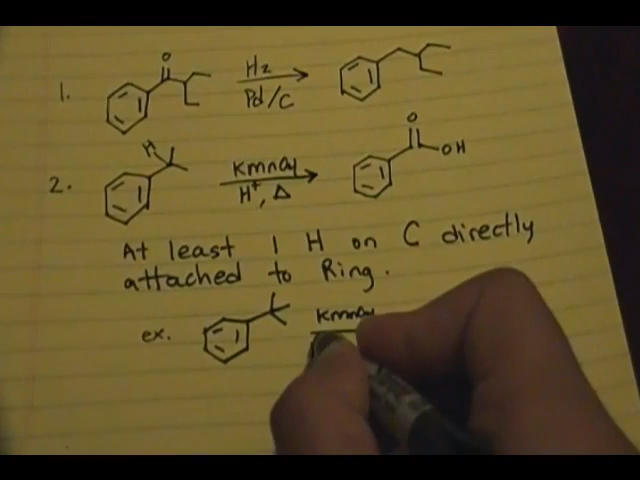 1. O H2
Pd/C
2. H KMnO4 O OH
H+, Δ
At least 1 H on C directly
attached to Ring.
ex. KMnO4